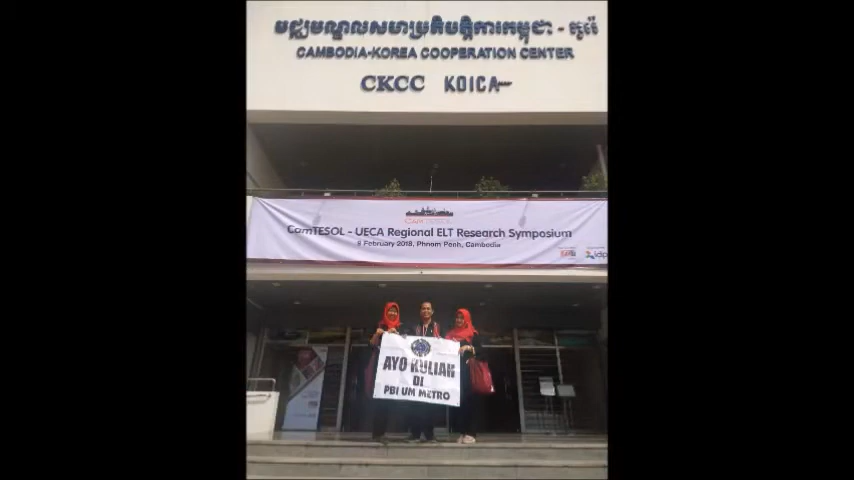 មជ្ឈមណ្ឌលសហប្រតិបត្តិការកម្ពុជា - កូរ៉េ
CAMBODIA-KOREA COOPERATION CENTER
CKCC KOICA
CamTESOL - UECA Regional ELT Research Symposium
9 February 2018, Phnom Penh, Cambodia
idp
AYO KULIAH
DI
PBI UM METRO